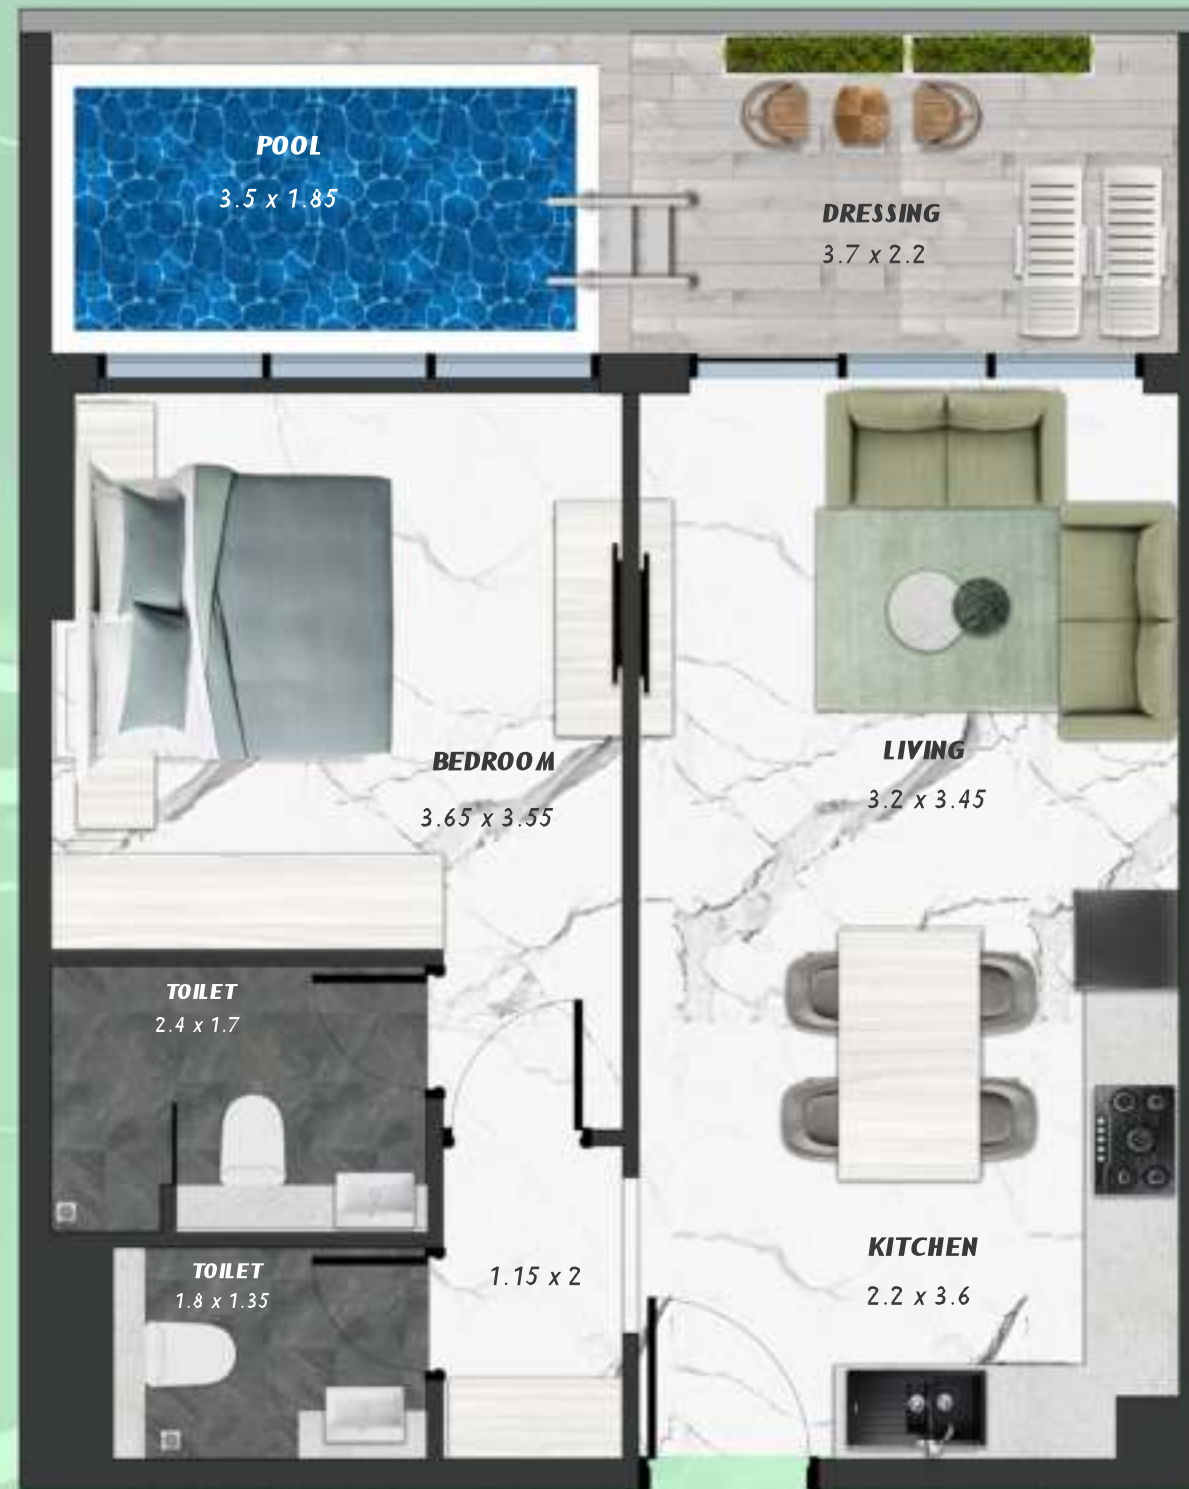 POOL
3.5 x 1.85
DRESSING
3.7 x 2.2
BEDROOM
3.65 x 3.55
LIVING
3.2 x 3.45
TOILET
2.4 x 1.7
TOILET
1.8 x 1.35
1.15 x 2
KITCHEN
2.2 x 3.6